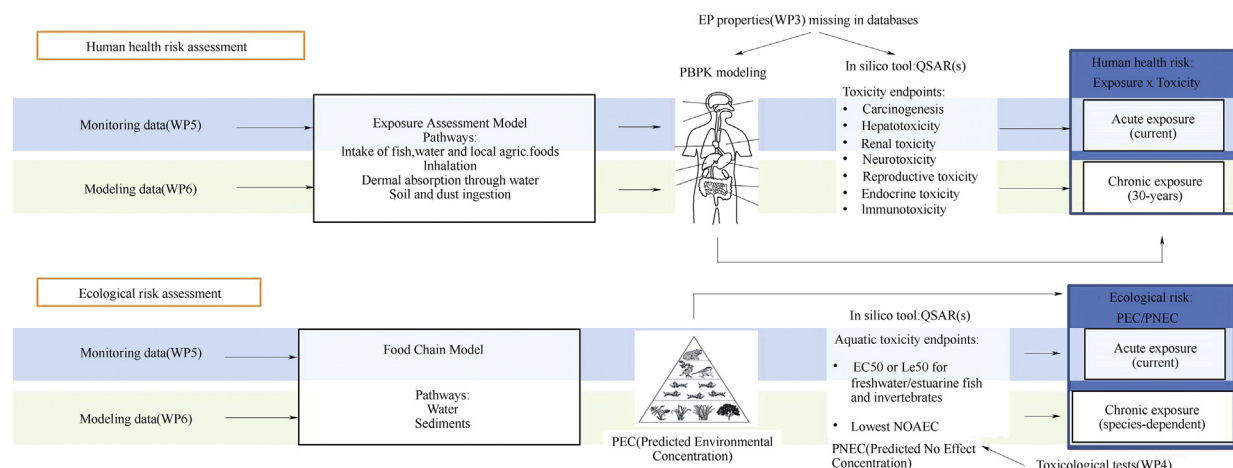 EP properties(WP3) missing in databases
Human health risk assessment
PBPK modeling
In silico tool:QSAR(s)
Human health risk:
Exposure x Toxicity
Monitoring data(WP5)
Modeling data(WP6)
Exposure Assessment Model
Pathways:
Intake of fish,water and local agric.foods
Inhalation
Dermal absorption through water
Soil and dust ingestion
Toxicity endpoints:
• Carcinogenesis
• Hepatotoxicity
• Renal toxicity
• Neurotoxicity
• Reproductive toxicity
• Endocrine toxicity
• Immunotoxicity
Acute exposure
(current)
Chronic exposure
(30-years)
Ecological risk assessment
Monitoring data(WP5)
Modeling data(WP6)
Food Chain Model
Pathways:
Water
Sediments
PEC(Predicted Environmental
Concentration)
In silico tool:QSAR(s)
Aquatic toxicity endpoints:
• EC50 or Le50 for
freshwater/estuarine fish
and invertebrates
• Lowest NOAEC
PNEC(Predicted No Effect
Concentration)
Ecological risk:
PEC/PNEC
Acute exposure
(current)
Chronic exposure
(species-dependent)
Toxicological tests(WP4)